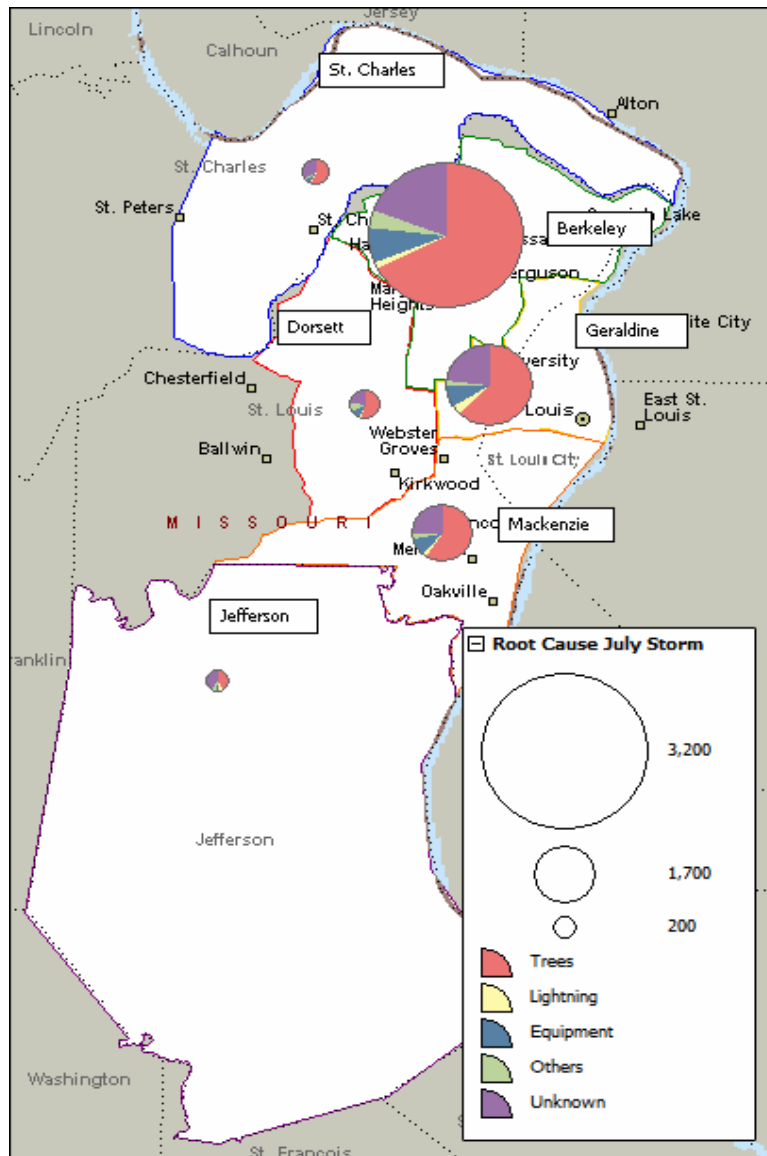 Jersey
Lincoln
Calhoun
St. Charles
Alton
St. Charles
St. Peters
Lake
Berkeley
Ferguson
Heights
Dorsett
Geraldine
ite City
Chesterfield
St. Louis
Louis
East St.
Louis
Webster
Groves
Ballwin
St. Louis City
Kirkwood
MISSOURI
Mackenzie
Oakville
Jefferson
ranklin
Root Cause July Storm
3,200
1,700
200
Jefferson
Trees
Lightning
Equipment
Others
Unknown
Washington
St. Francois